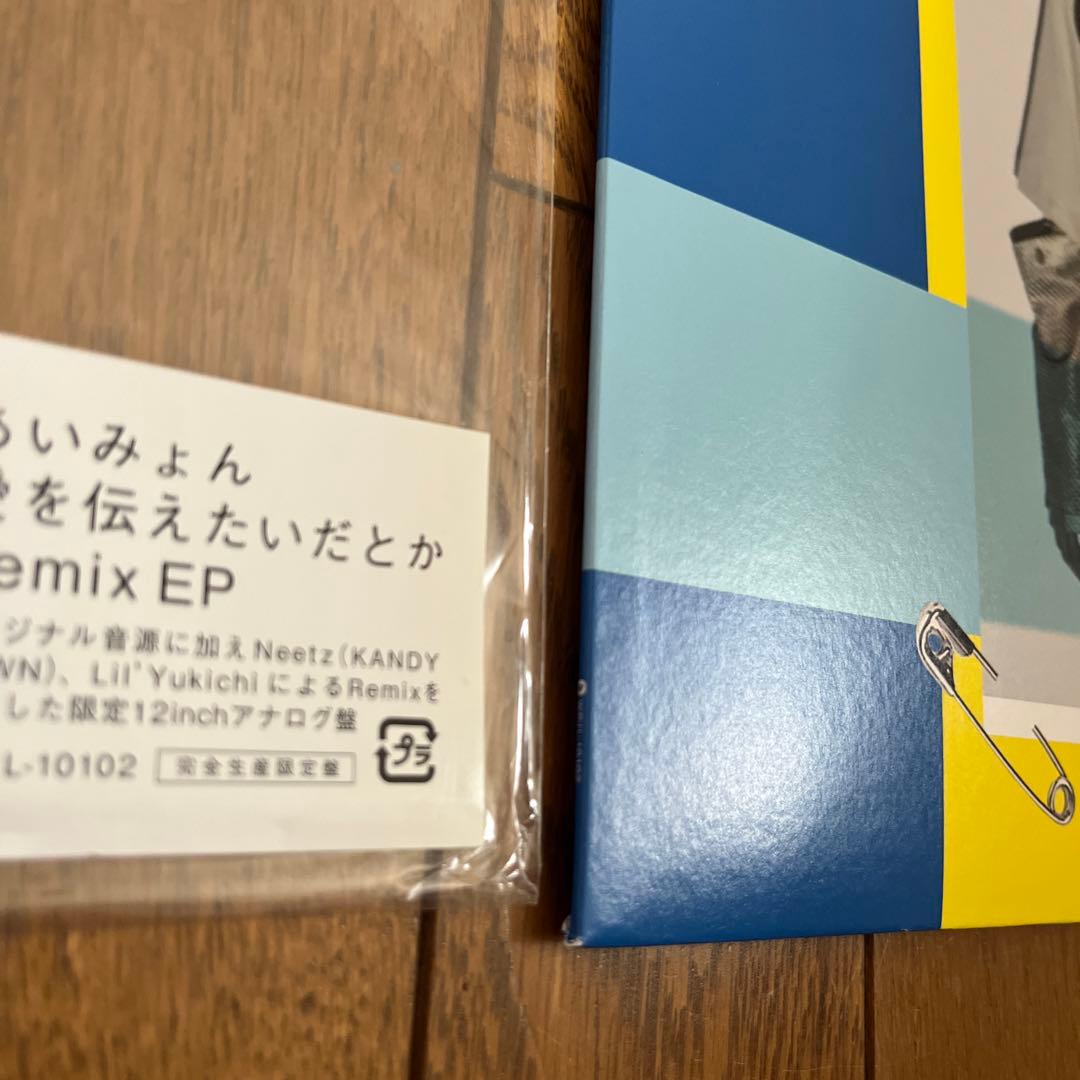 あいみょん
愛を伝えたいだとか
emix EP
ジナル音源に加えNeetz(KANDY
WN)、Lil'YukichiによるRemixを
した限定12inchアナログ盤
L-10102 完全生産限定盤 プラ